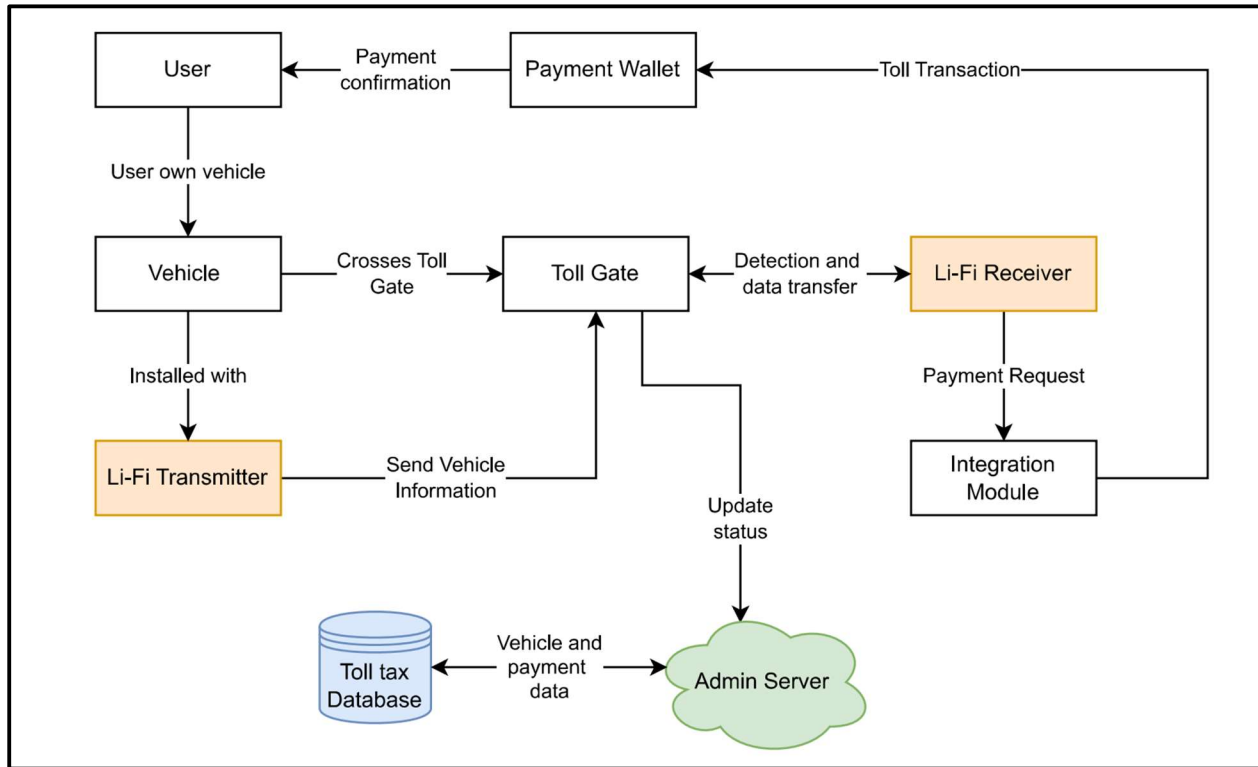 User
Payment
confirmation
Payment Wallet
Toll Transaction
User own vehicle
Vehicle
Crosses Toll
Gate
Toll Gate
Detection and
data transfer
Li-Fi Receiver
Installed with
Payment Request
Li-Fi Transmitter
Send Vehicle
Information
Integration
Module
Update
status
Toll tax
Database
Vehicle and
payment
data
Admin Server